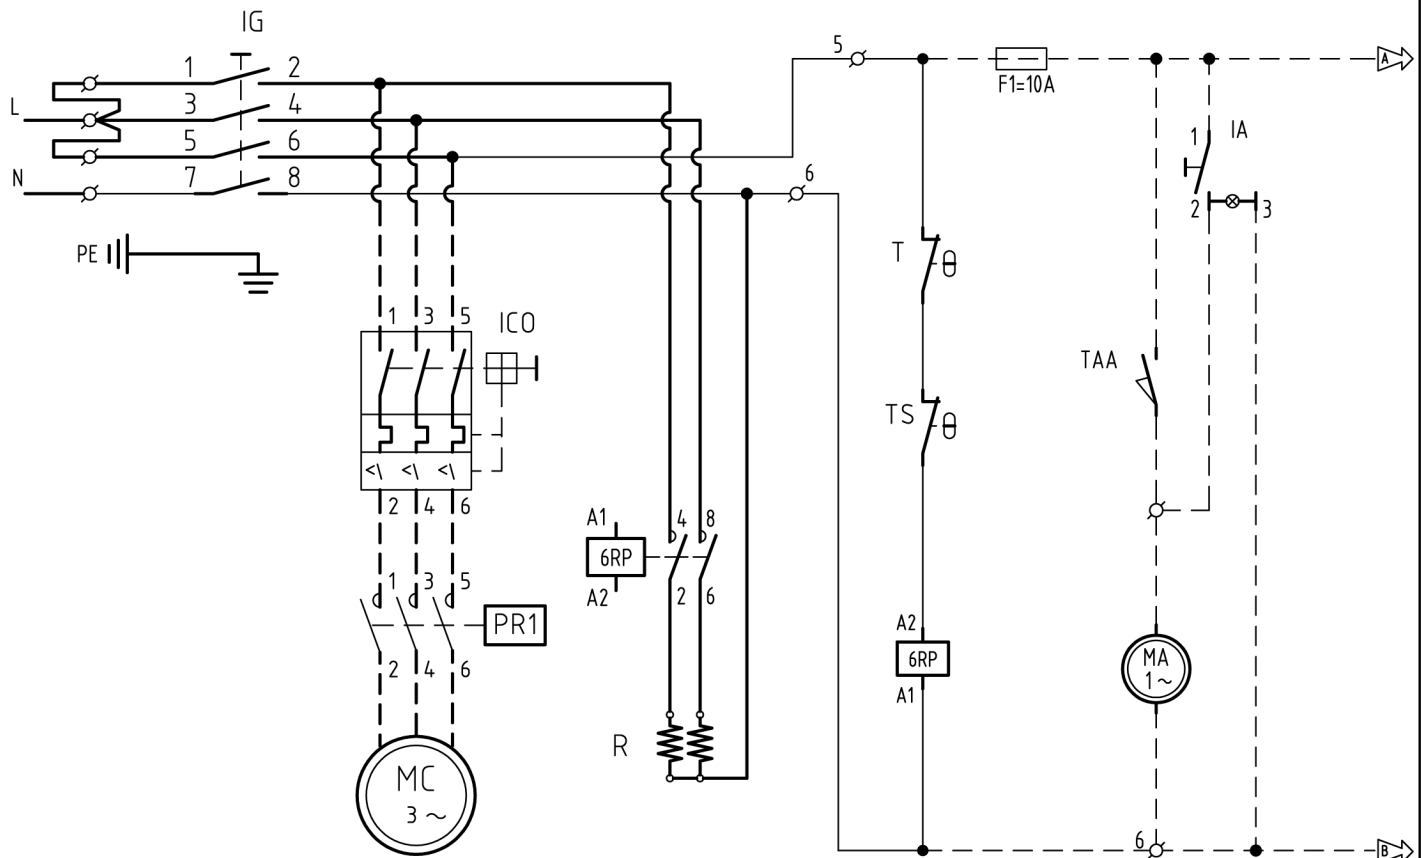 IG
5
A
1 2
F1=10A
L 3 4
1 IA
5 6
N 7 8
6
2 3
PE
T
1 3 5 ICO
TAA
TS
<\ <\ <\
2 4 6
A1 4 8
6RP
A2 2 6
1 3 5
PR1
2 4 6
A2
6RP
A1
MA
1~
R
MC
3~
6
B